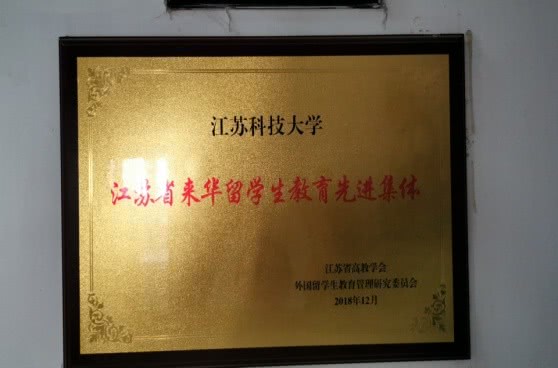 江苏科技大学
江苏省来华留学生教育先进集体
江苏省高教学会
外国留学生教育管理研究委员会
2018年12月